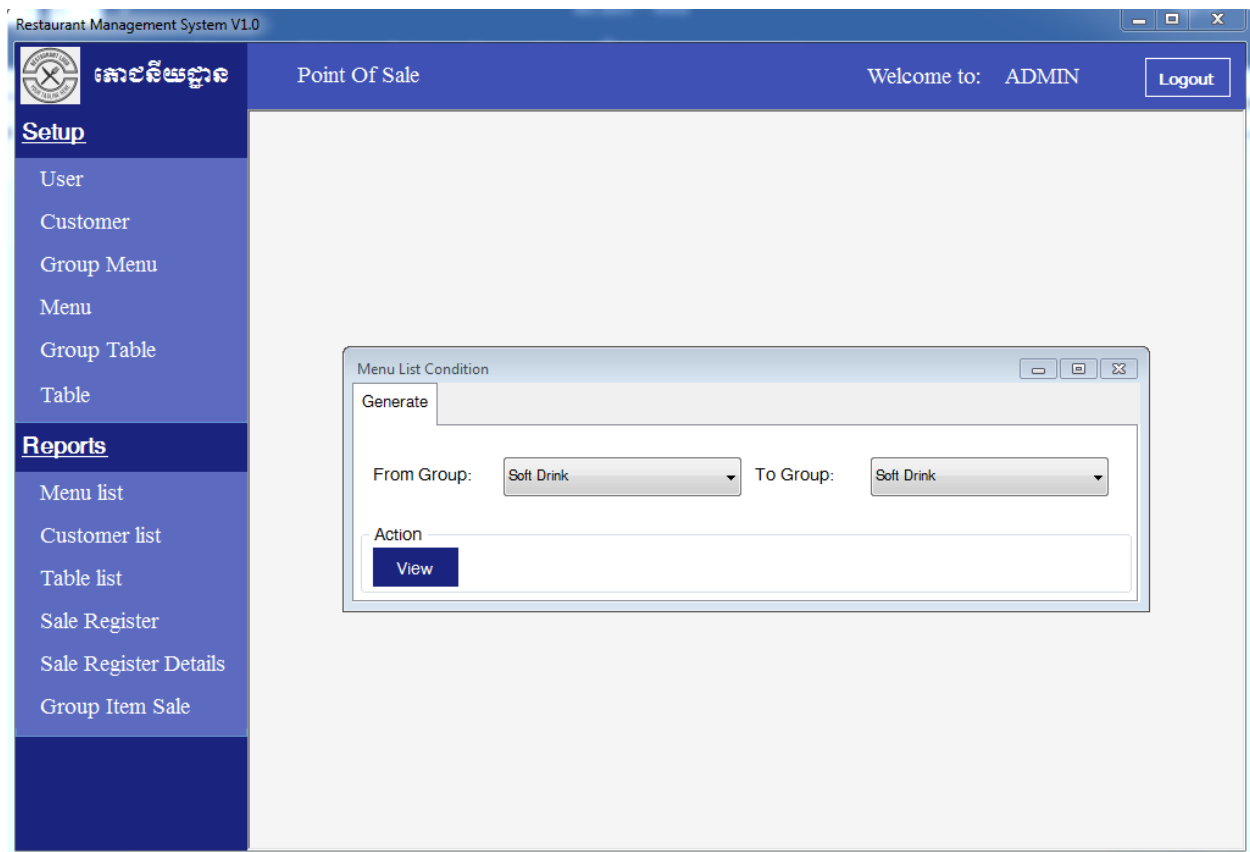 Restaurant Management System V1.0
ភោជនីយដ្ឋាន
Point Of Sale
Welcome to: ADMIN
Logout
Setup
User
Customer
Group Menu
Menu
Group Table
Table
Reports
Menu list
Customer list
Table list
Sale Register
Sale Register Details
Group Item Sale
Menu List Condition
Generate
From Group: Soft Drink To Group: Soft Drink
Action
View